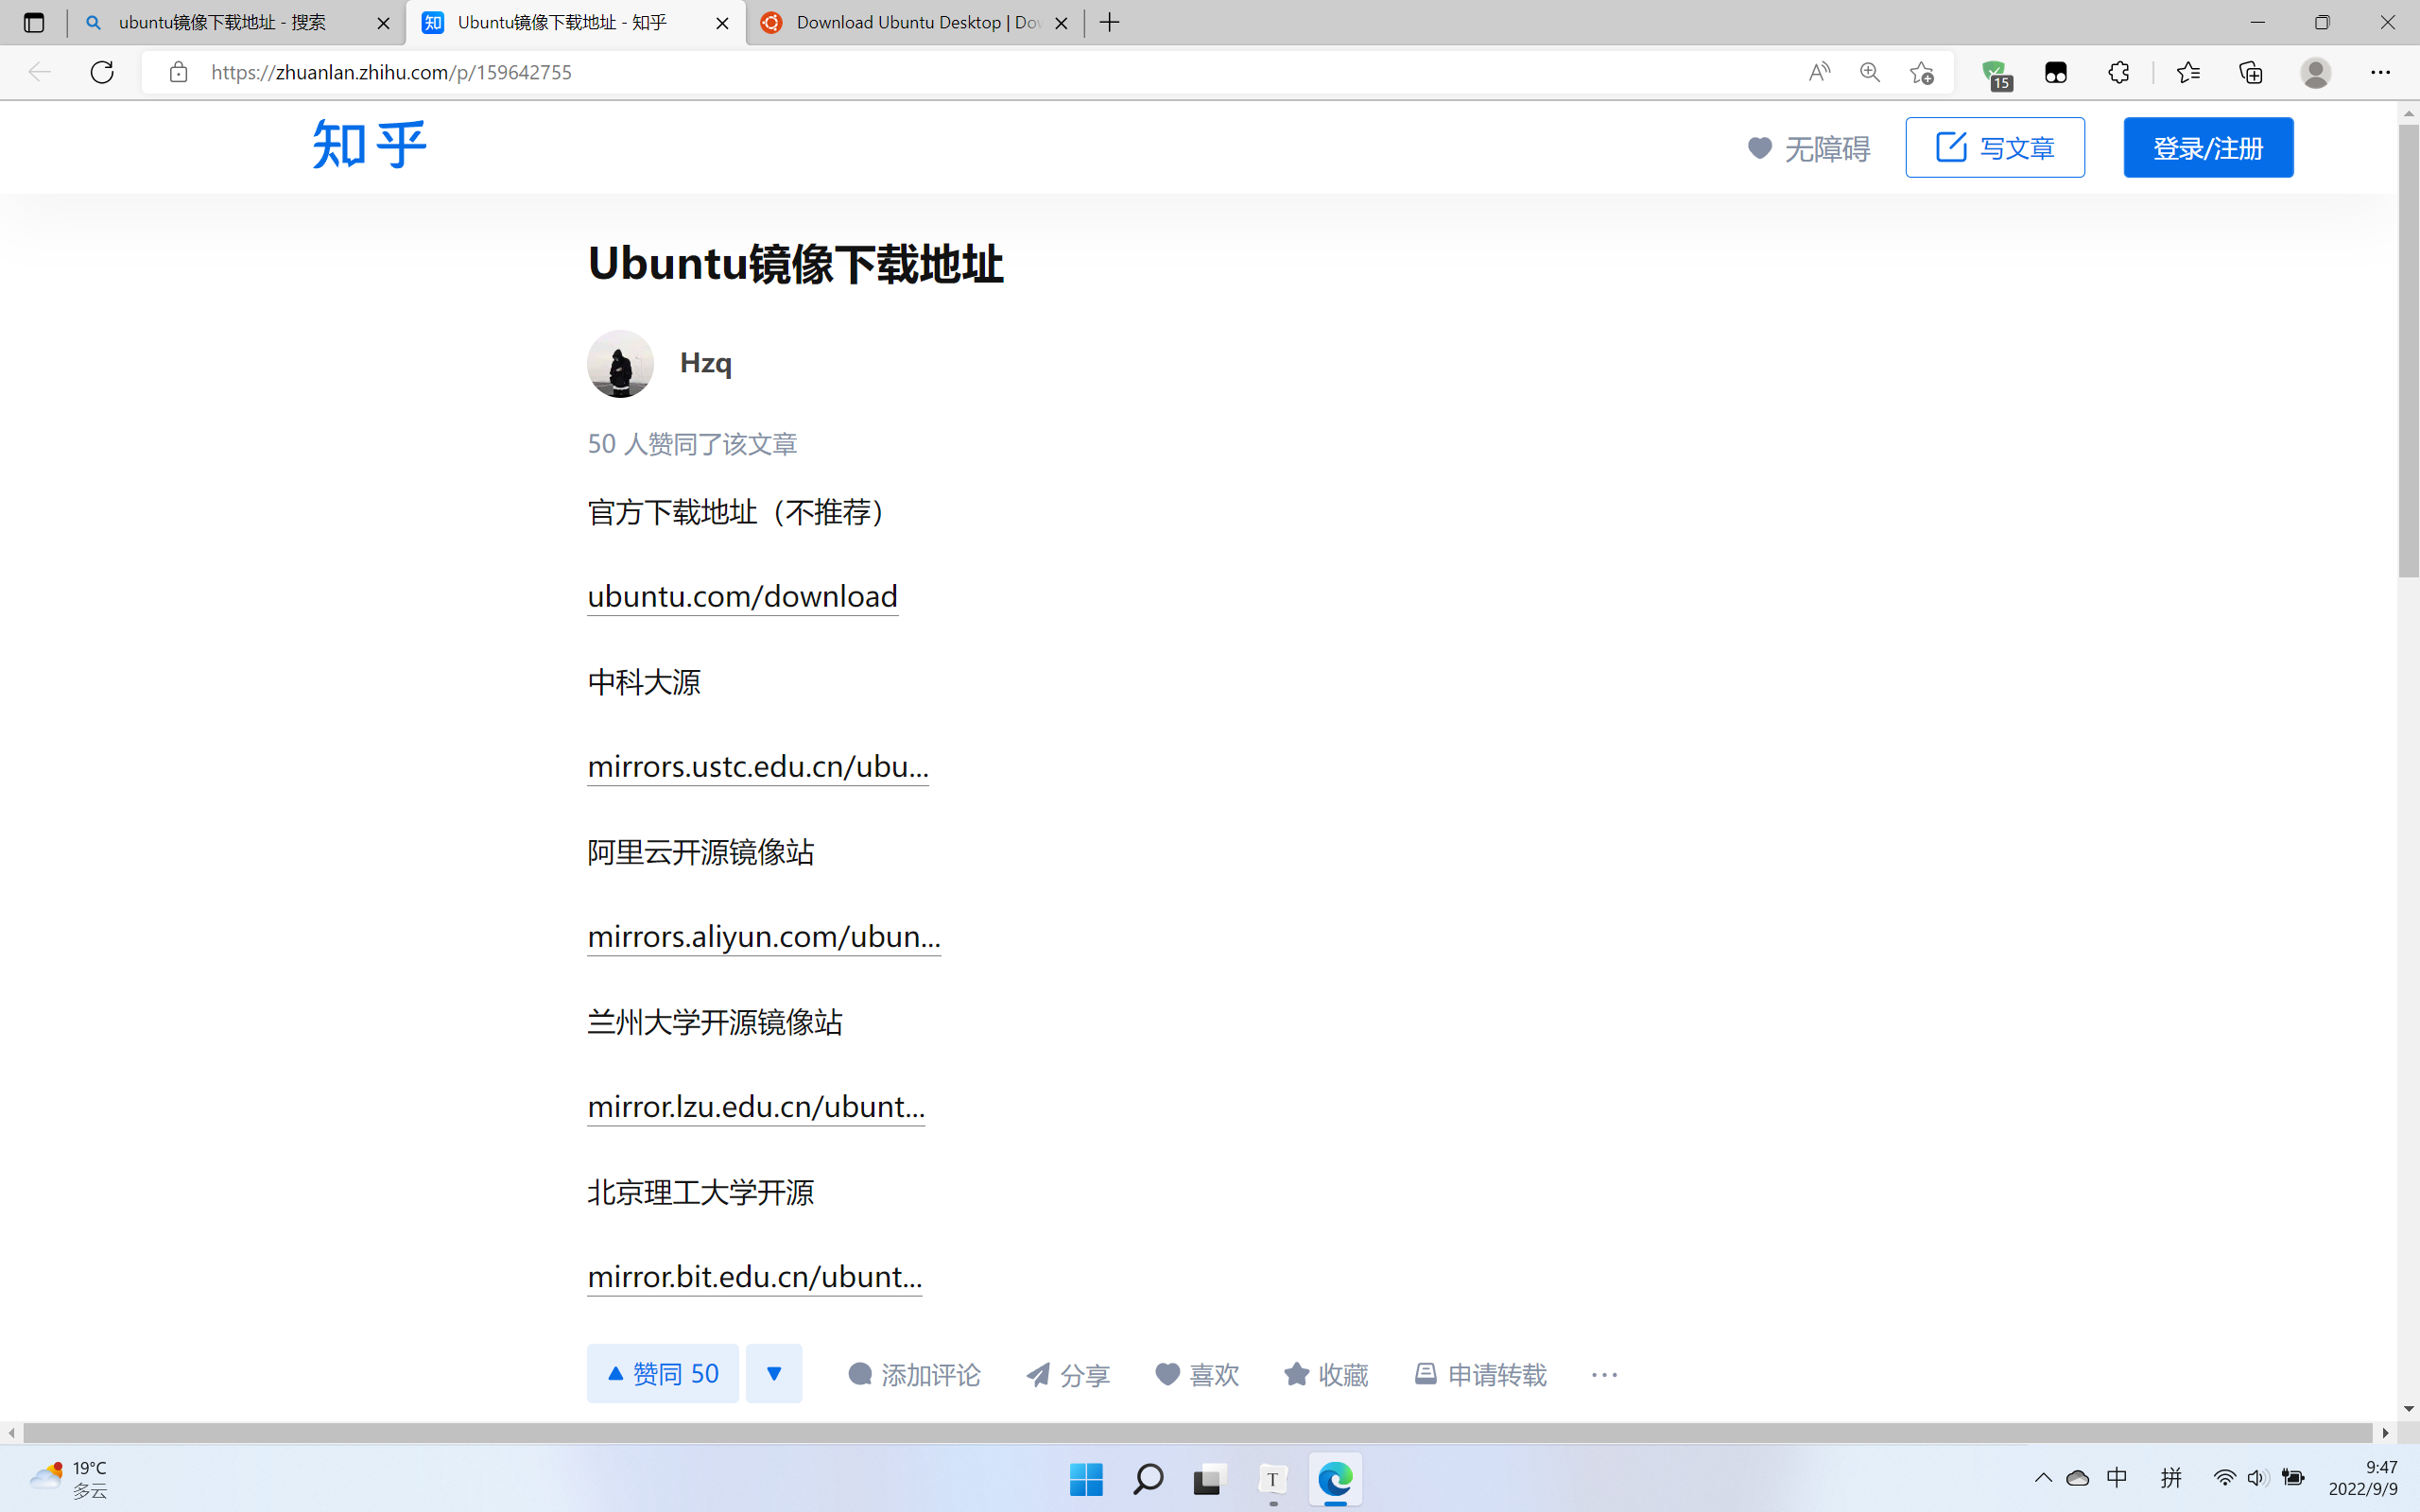 ubuntu镜像下载地址 - 搜索
Ubuntu镜像下载地址 - 知乎
Download Ubuntu Desktop | Do
https://zhuanlan.zhihu.com/p/159642755
15
知乎
无障碍
写文章
登录/注册
Ubuntu镜像下载地址
Hzq
50 人赞同了该文章
官方下载地址（不推荐）
ubuntu.com/download
中科大源
mirrors.ustc.edu.cn/ubu...
阿里云开源镜像站
mirrors.aliyun.com/ubun...
兰州大学开源镜像站
mirror.lzu.edu.cn/ubunt...
北京理工大学开源
mirror.bit.edu.cn/ubunt...
赞同 50
添加评论
分享
喜欢
收藏
申请转载
19°C
多云
T
中
拼
9:47
2022/9/9